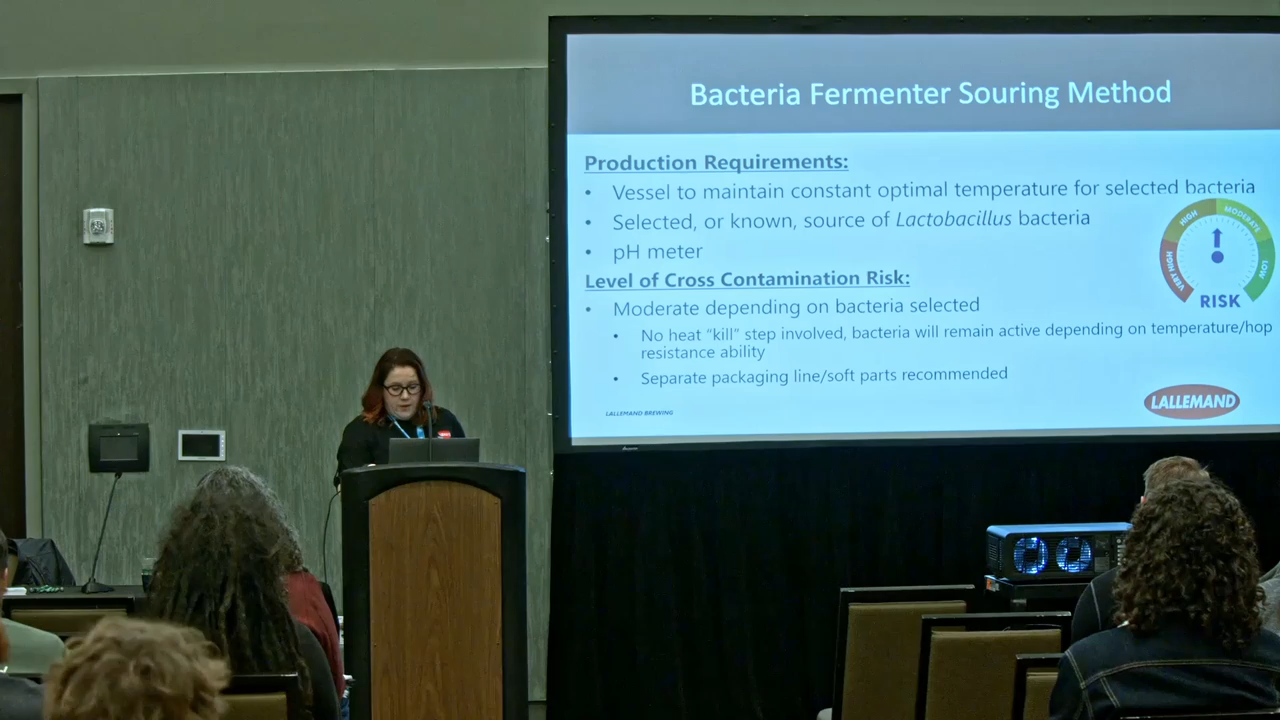 Bacteria Fermenter Souring Method
Production Requirements:
• Vessel to maintain constant optimal temperature for selected bacteria
• Selected, or known, source of Lactobacillus bacteria
• pH meter
Level of Cross Contamination Risk:
• Moderate depending on bacteria selected
• No heat “kill” step involved, bacteria will remain active depending on temperature/hop
resistance ability
• Separate packaging line/soft parts recommended
VERY HIGH
HIGH
MODERATE
LOW
RISK
LALLEMAND BREWING
LALLEMAND